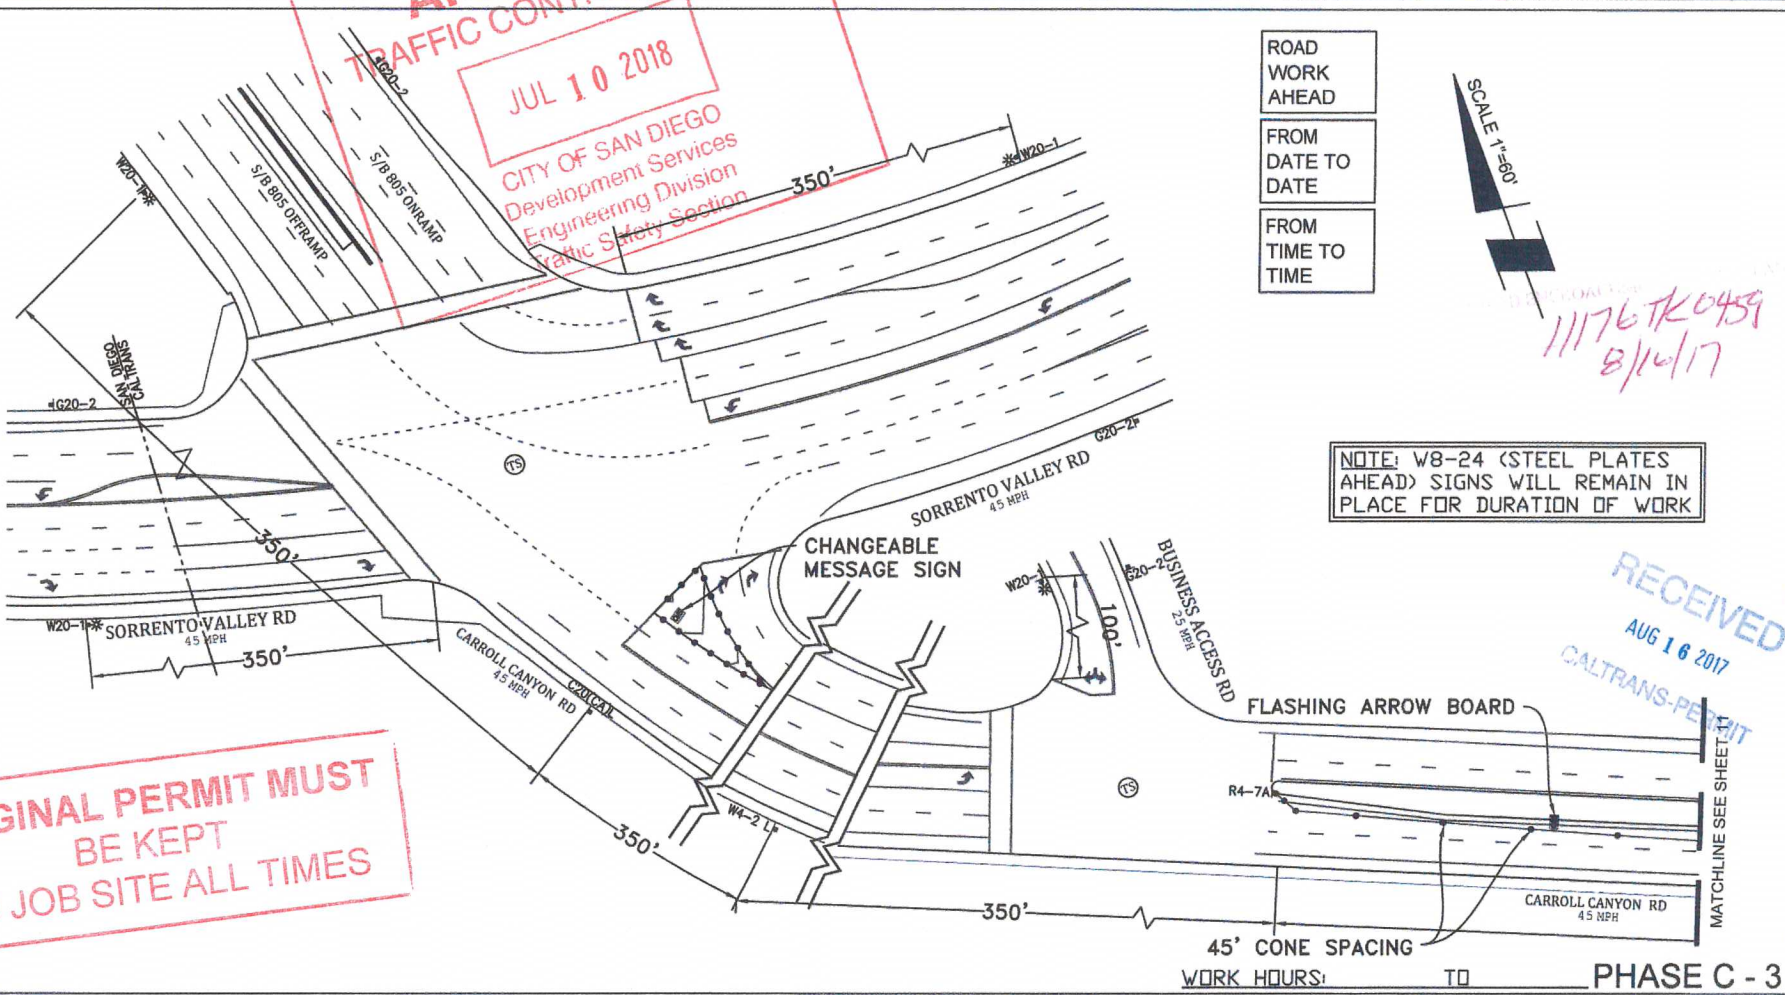 TRAFFIC
JUL 10 2018
CITY OF SAN DIEGO
Development Services
Engineering Division
Traffic Safety Section
G20-2
W20-1
S/B 805 OFFRAMP
S/B 805 ONRAMP
350'
W20-1
ROAD
WORK
AHEAD
FROM
DATE TO
DATE
FROM
TIME TO
TIME
SCALE 1"=60'
11176TK0459
8/16/17
SAN DIEGO
CALTRANS
G20-2
TS
G20-2
SORRENTO VALLEY RD
45 MPH
NOTE: W8-24 (STEEL PLATES
AHEAD) SIGNS WILL REMAIN IN
PLACE FOR DURATION OF WORK
350'
CHANGEABLE
MESSAGE SIGN
W20-1
G20-2
100'
BUSINESS ACCESS RD
25 MPH
RECEIVED
AUG 16 2017
CALTRANS-PERMIT
W20-1
SORRENTO VALLEY RD
45 MPH
350'
CARROLL CANYON RD
45 MPH
C20(CA)L
FLASHING ARROW BOARD
MATCHLINE SEE SHEET
R4-7A
TS
W4-2 L
350'
GINAL PERMIT MUST
BE KEPT
JOB SITE ALL TIMES
350'
CARROLL CANYON RD
45 MPH
45' CONE SPACING
WORK HOURS: TO
PHASE C - 3